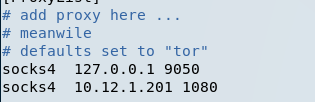 [ProxyList]
# add proxy here ...
# meanwile
# defaults set to "tor"
socks4  127.0.0.1 9050
socks4  10.12.1.201 1080